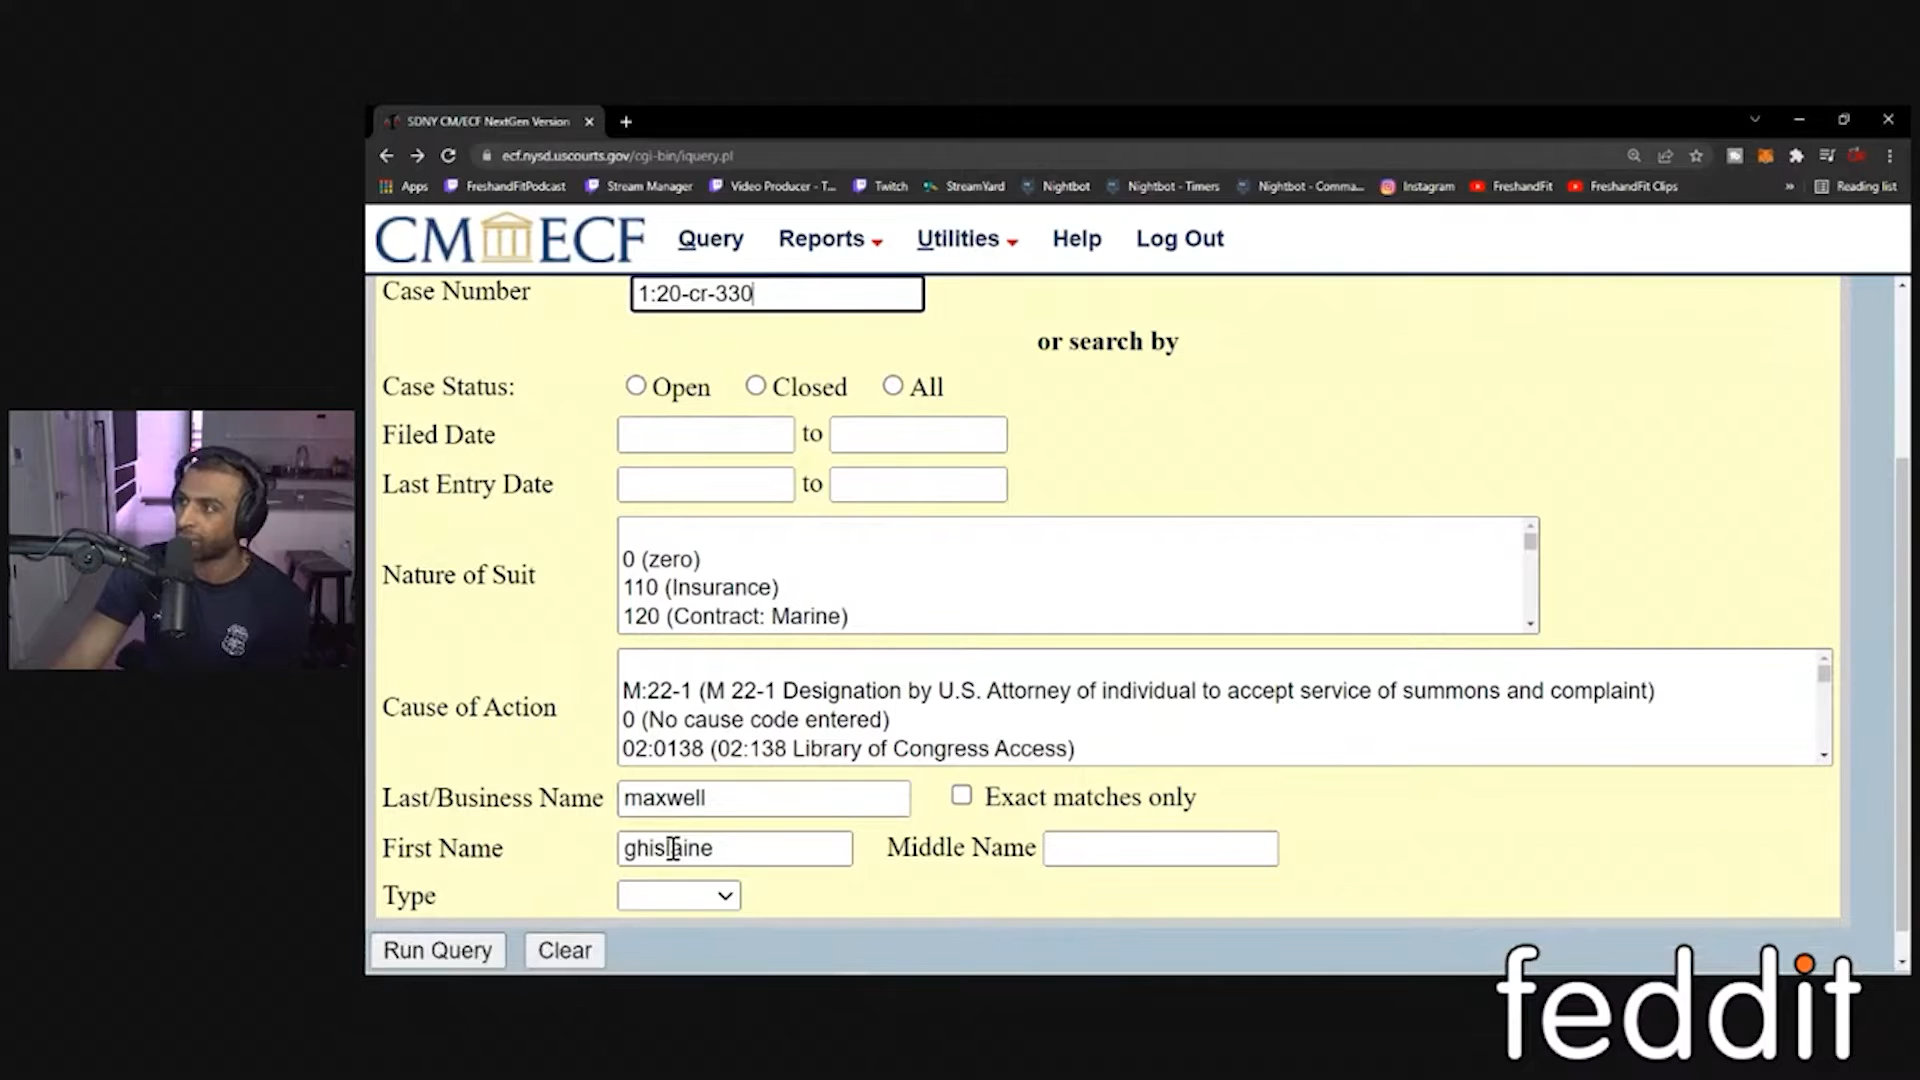 SDNY CM/ECF NextGen Version
ecf.nysd.uscourts.gov/cgi-bin/iquery.pl
Apps FreshandFitPodcast Stream Manager Video Producer - T... Twitch StreamYard Nightbot Nightbot - Timers Nightbot - Comma... Instagram FreshandFit FreshandFit Clips » Reading list
CM ECF Query Reports Utilities Help Log Out
Case Number 1:20-cr-330
or search by
Case Status: Open Closed All
Filed Date to
Last Entry Date to
Nature of Suit
0 (zero)
110 (Insurance)
120 (Contract: Marine)
Cause of Action
M:22-1 (M 22-1 Designation by U.S. Attorney of individual to accept service of summons and complaint)
0 (No cause code entered)
02:0138 (02:138 Library of Congress Access)
Last/Business Name maxwell Exact matches only
First Name ghislaine Middle Name
Type
Run Query Clear
feddit